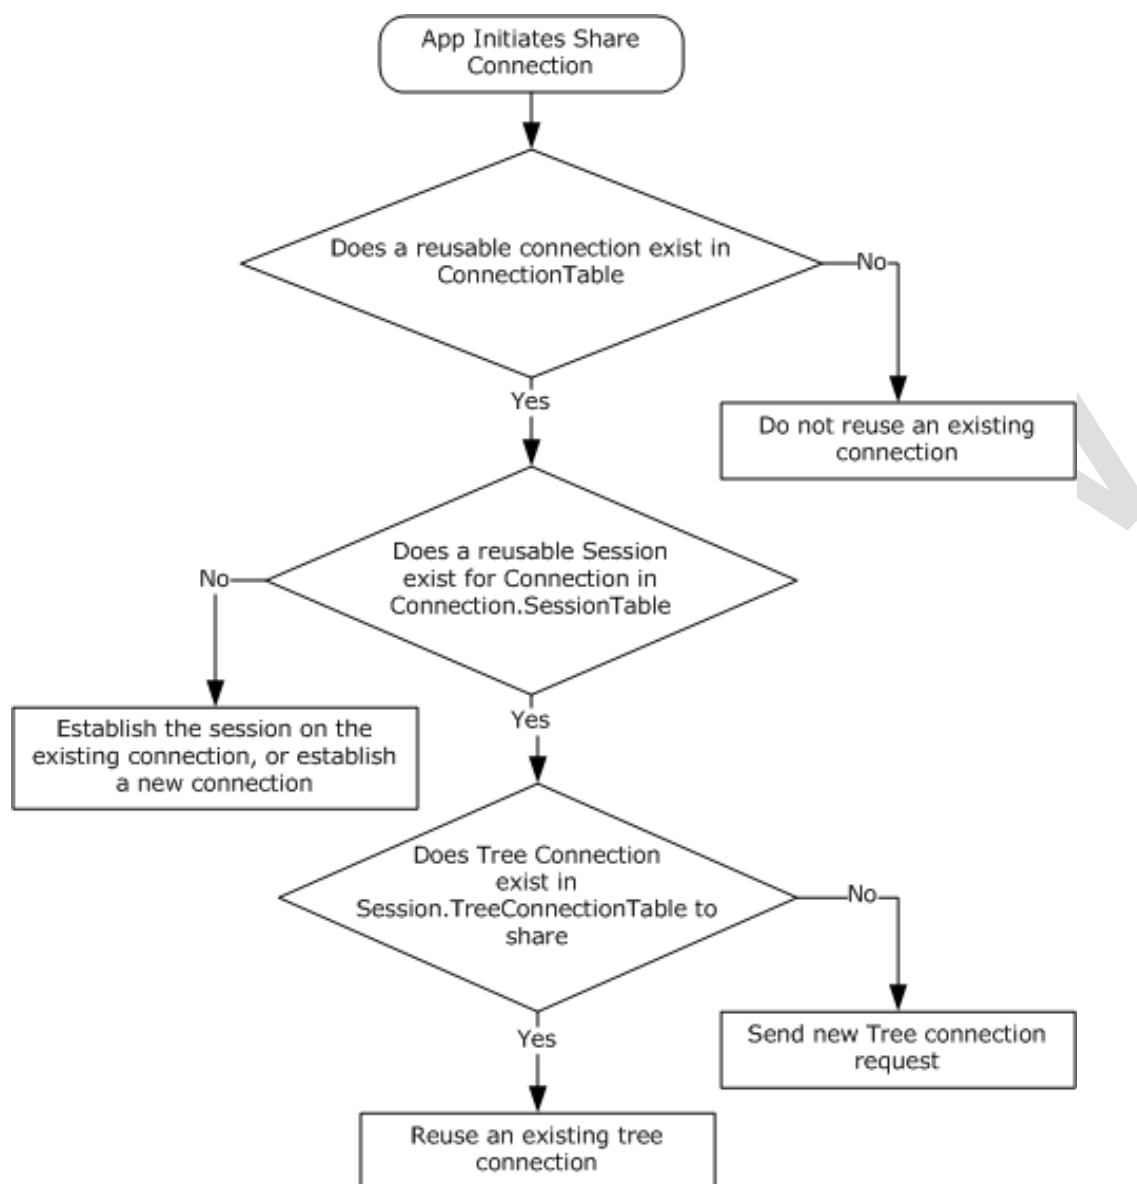 App Initiates Share
Connection
Does a reusable connection exist in
ConnectionTable
No
Yes
Do not reuse an existing
connection
Does a reusable Session
exist for Connection in
Connection.SessionTable
No
Yes
Establish the session on the
existing connection, or establish
a new connection
Does Tree Connection
exist in
Session.TreeConnectionTable to
share
No
Yes
Send new Tree connection
request
Reuse an existing tree
connection